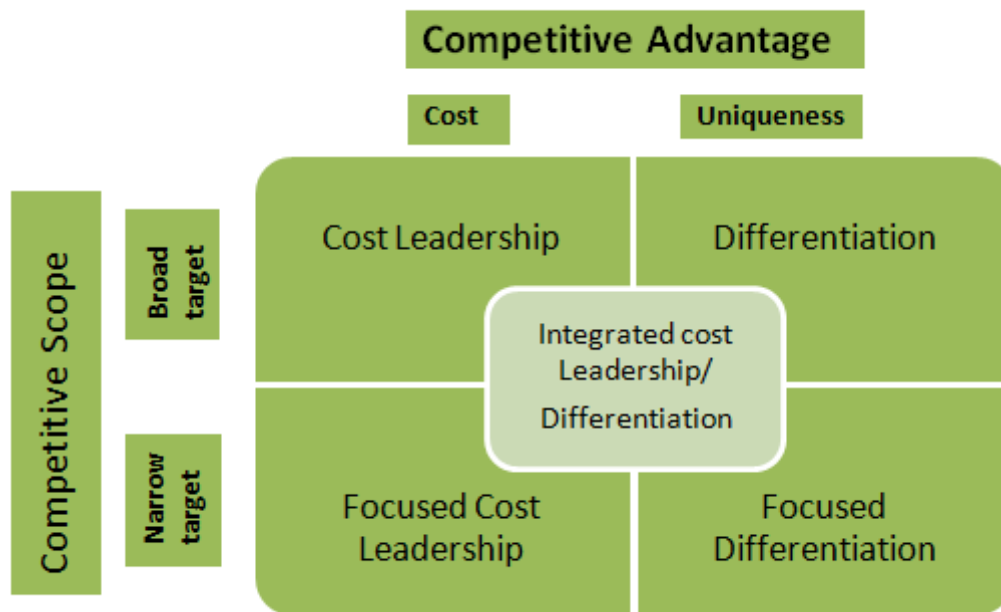 Competitive Advantage
Cost
Uniqueness
Competitive Scope
Broad
target
Cost Leadership
Differentiation
Integrated cost
Leadership/
Differentiation
Narrow
target
Focused Cost
Leadership
Focused
Differentiation